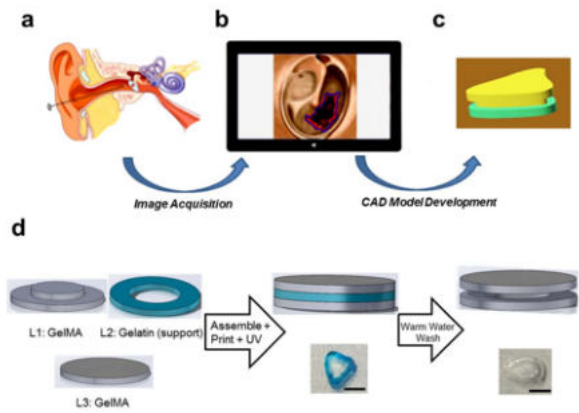 a
b
c
Image Acquisition
CAD Model Development
d
L1: GelMA
L2: Gelatin (support)
L3: GelMA
Assemble +
Print + UV
Warm Water
Wash